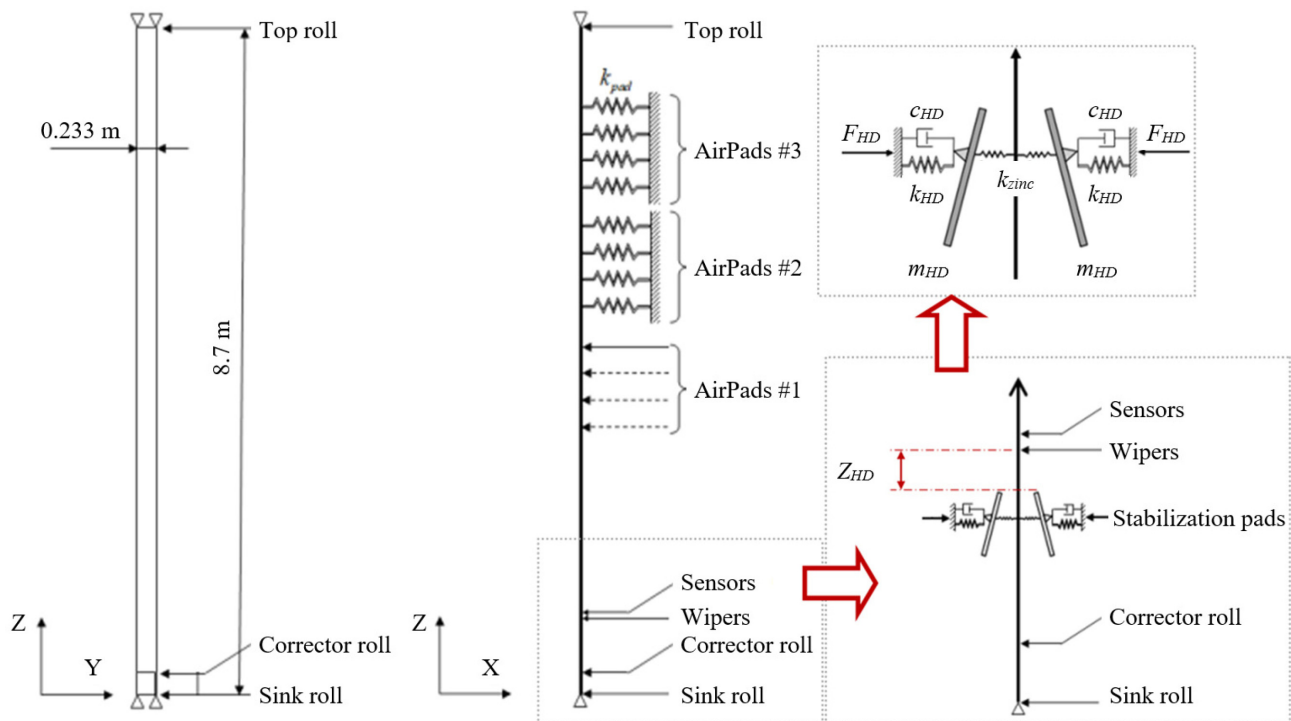 Top roll
0.233 m
8.7 m
Z
Y
Corrector roll
Sink roll
Top roll
k_pad
AirPads #3
AirPads #2
AirPads #1
Sensors
Wipers
Corrector roll
Sink roll
Z
X
c_HD
c_HD
F_HD
F_HD
k_HD
k_zinc
k_HD
m_HD
m_HD
Sensors
Wipers
Z_HD
Stabilization pads
Corrector roll
Sink roll